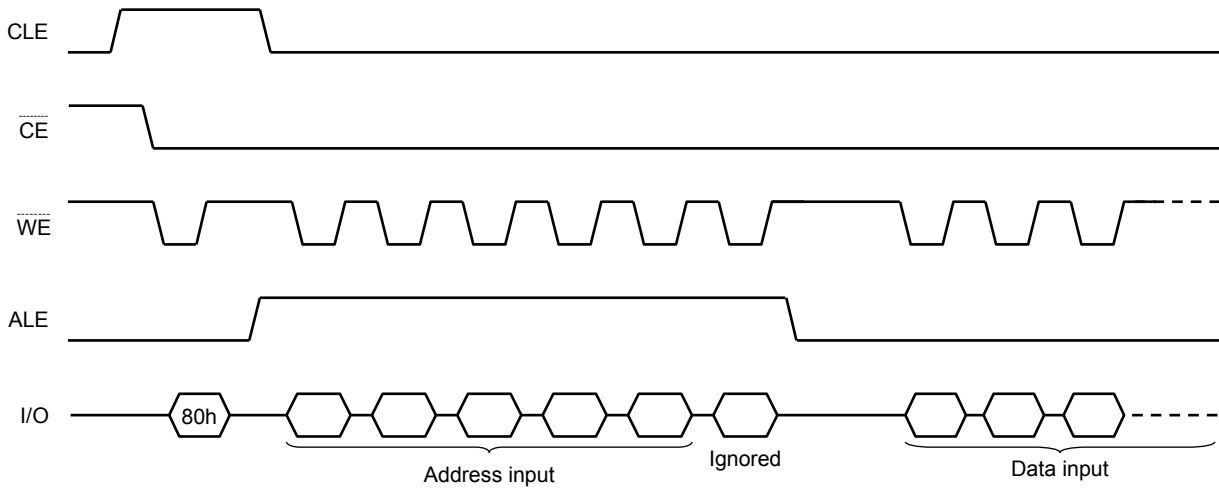 CLE
CE
WE
ALE
I/O
80h
Address input
Ignored
Data input